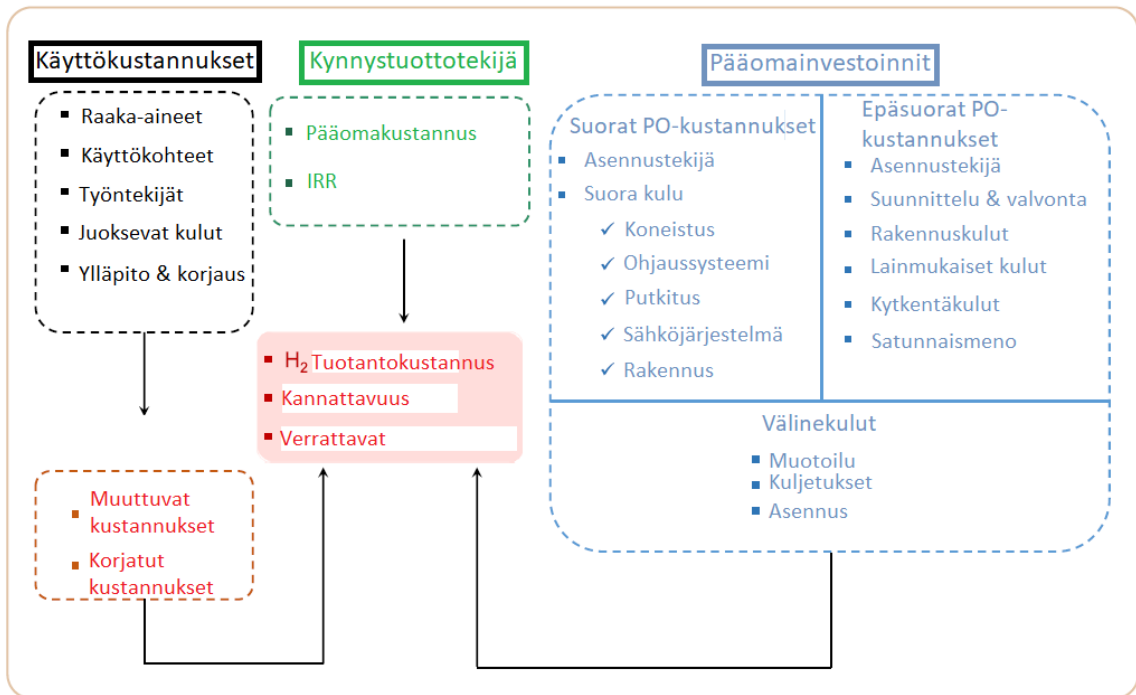 Käyttökustannukset
Raaka-aineet
Käyttökohteet
Työntekijät
Juoksevat kulut
Ylläpito & korjaus
Muuttuvat
kustannukset
Korjatut
kustannukset
Kynnystuottotekijä
Pääomakustannus
IRR
H₂ Tuotantokustannus
Kannattavuus
Verrattavat
Pääomainvestoinnit
Suorat PO-kustannukset
Asennustekijä
Suora kulu
Koneistus
Ohjaussysteemi
Putkitus
Sähköjärjestelmä
Rakennus
Epäsuorat PO-
kustannukset
Asennustekijä
Suunnittelu & valvonta
Rakennuskulut
Lainmukaiset kulut
Kytkentäkulut
Satunnaismeno
Välinekulut
Muotoilu
Kuljetukset
Asennus